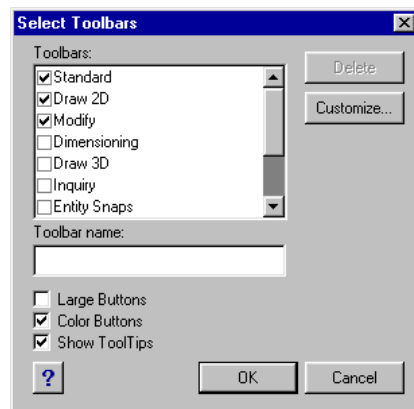 Select Toolbars
Toolbars:
Standard
Draw 2D
Modify
Dimensioning
Draw 3D
Inquiry
Entity Snaps
Delete
Customize...
Toolbar name:
Large Buttons
Color Buttons
Show ToolTips
?
OK
Cancel